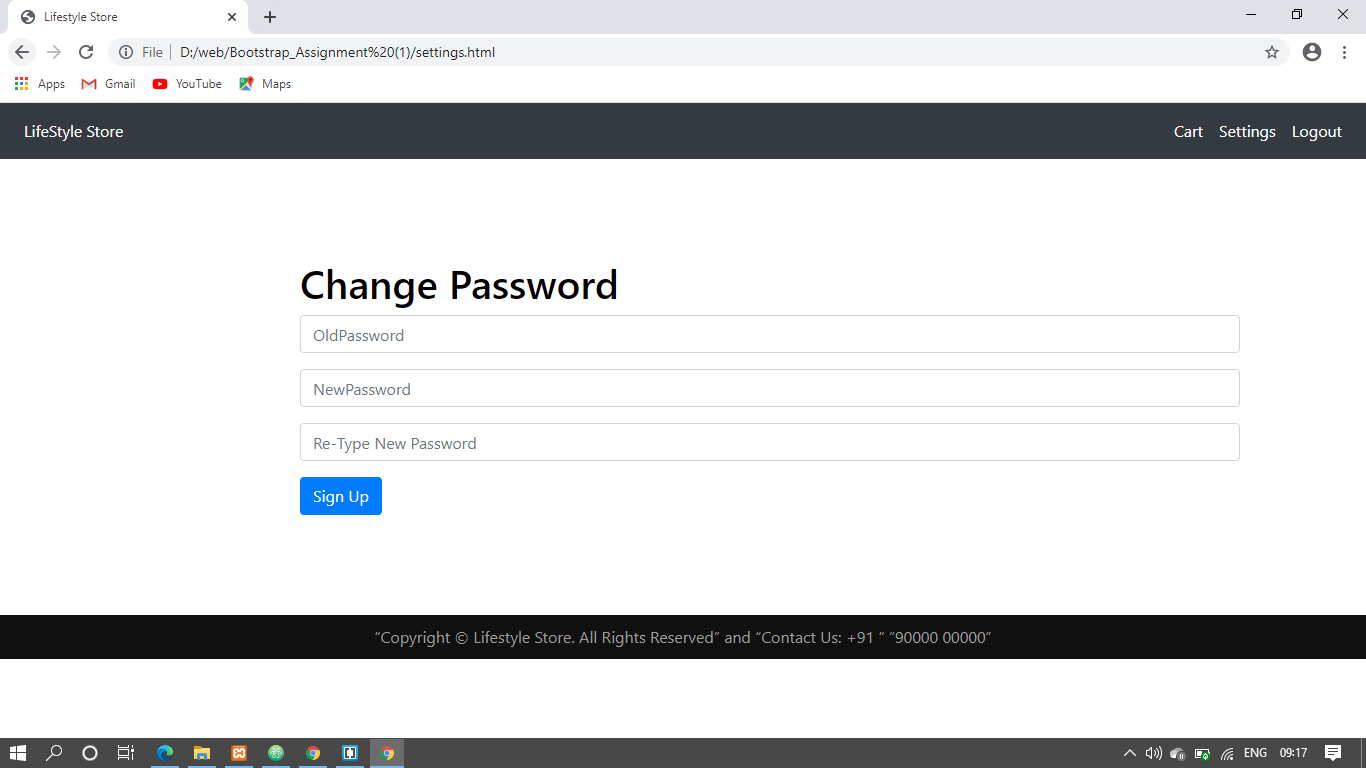 Lifestyle Store
File D:/web/Bootstrap_Assignment%20(1)/settings.html
Apps Gmail YouTube Maps
LifeStyle Store Cart Settings Logout
Change Password
OldPassword
NewPassword
Re-Type New Password
Sign Up
“Copyright © Lifestyle Store. All Rights Reserved” and “Contact Us: +91 “ “90000 00000”
ENG 09:17